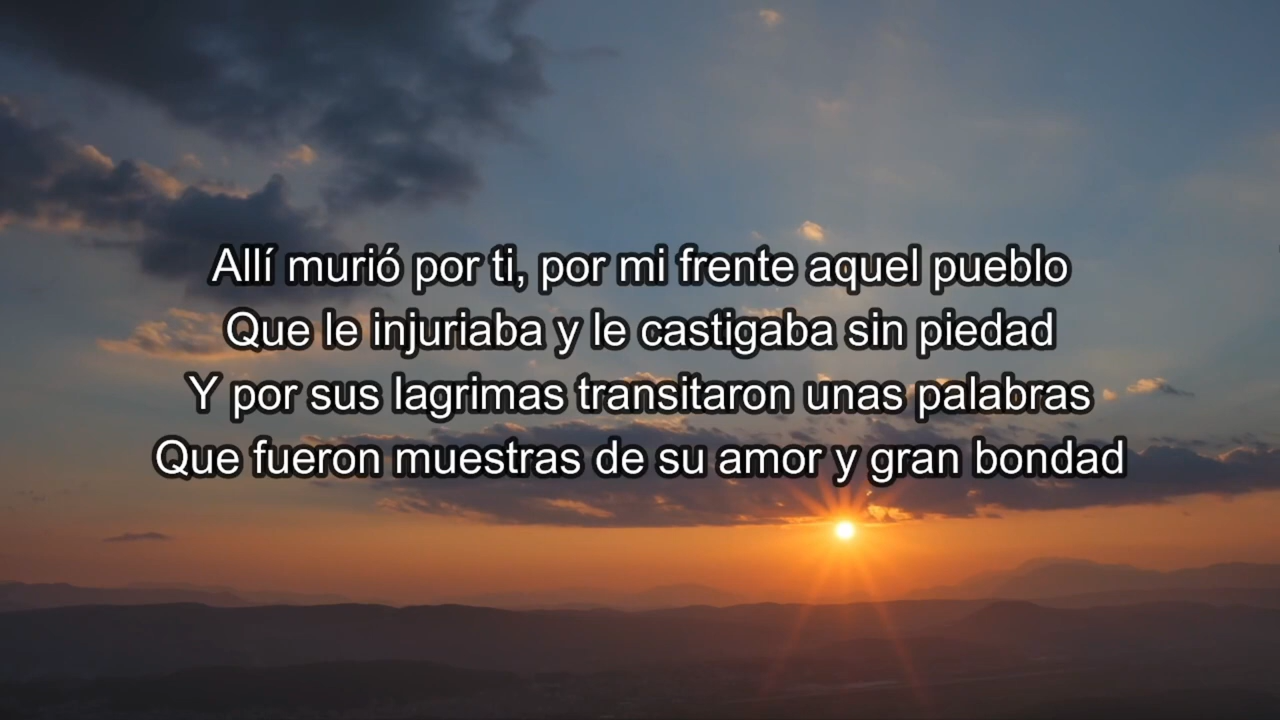 Allí murió por ti, por mi frente aquel pueblo
Que le injuriaba y le castigaba sin piedad
Y por sus lagrimas transitaron unas palabras
Que fueron muestras de su amor y gran bondad